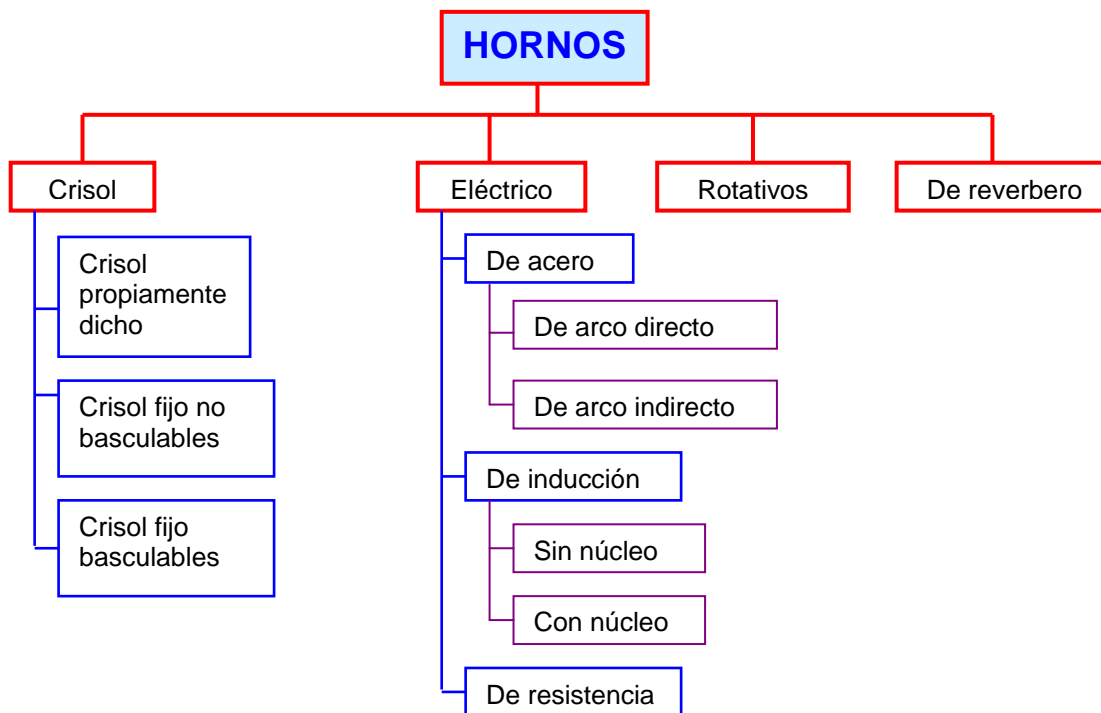 HORNOS
Crisol
Eléctrico
Rotativos
De reverbero
Crisol
propiamente
dicho
Crisol fijo no
basculables
Crisol fijo
basculables
De acero
De arco directo
De arco indirecto
De inducción
Sin núcleo
Con núcleo
De resistencia